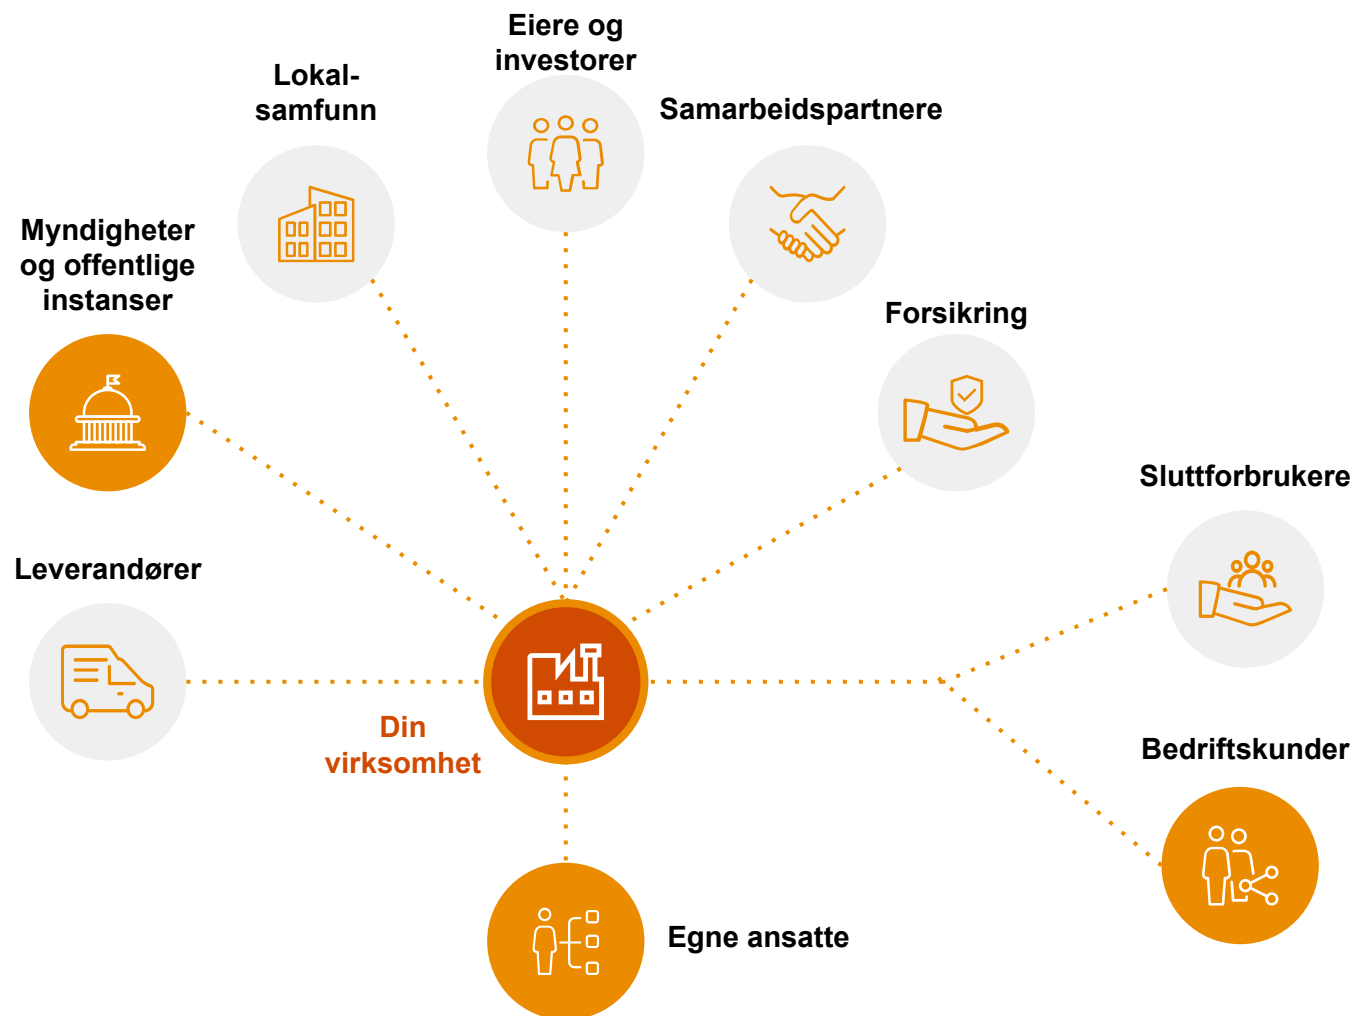 Eiere og
investorer
Lokal-
samfunn
Samarbeidspartnere
Myndigheter
og offentlige
instanser
Forsikring
Sluttforbrukere
Leverandører
Din
virksomhet
Bedriftskunder
Egne ansatte